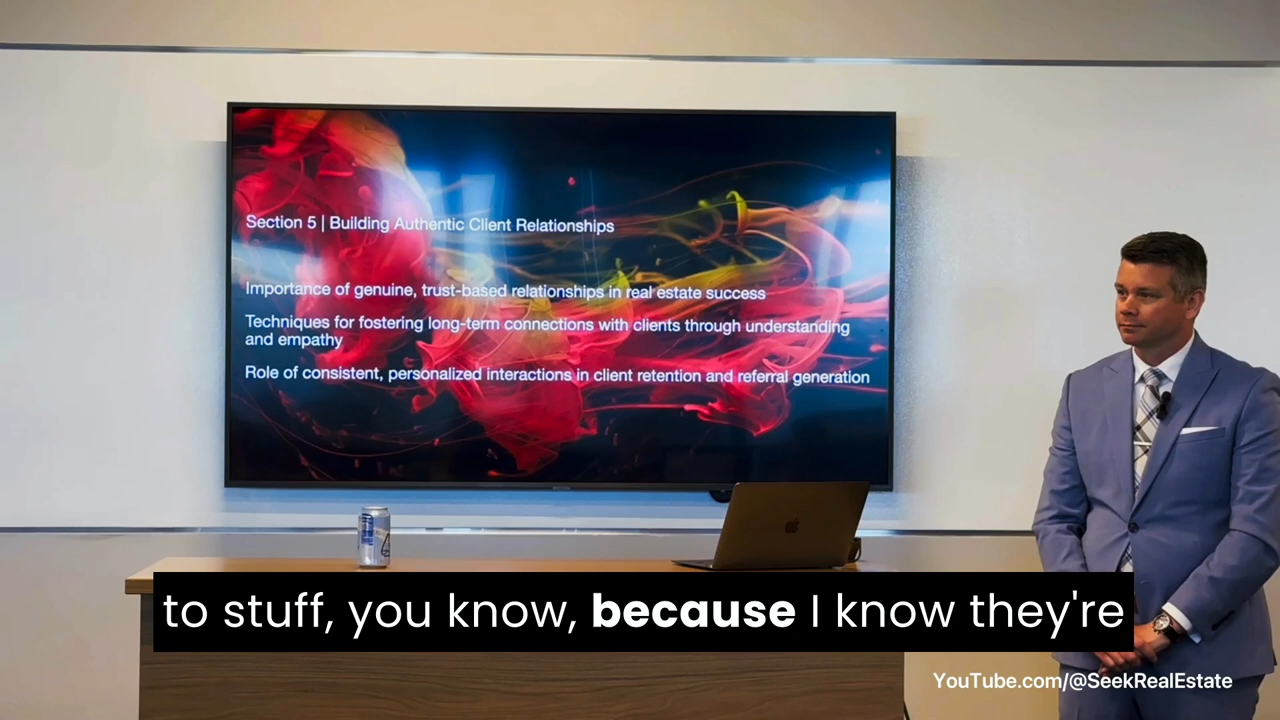 Section 5 | Building Authentic Client Relationships
Importance of genuine, trust-based relationships in real estate success
Techniques for fostering long-term connections with clients through understanding
and empathy
Role of consistent, personalized interactions in client retention and referral generation
to stuff, you know, because I know they're
YouTube.com/@SeekRealEstate